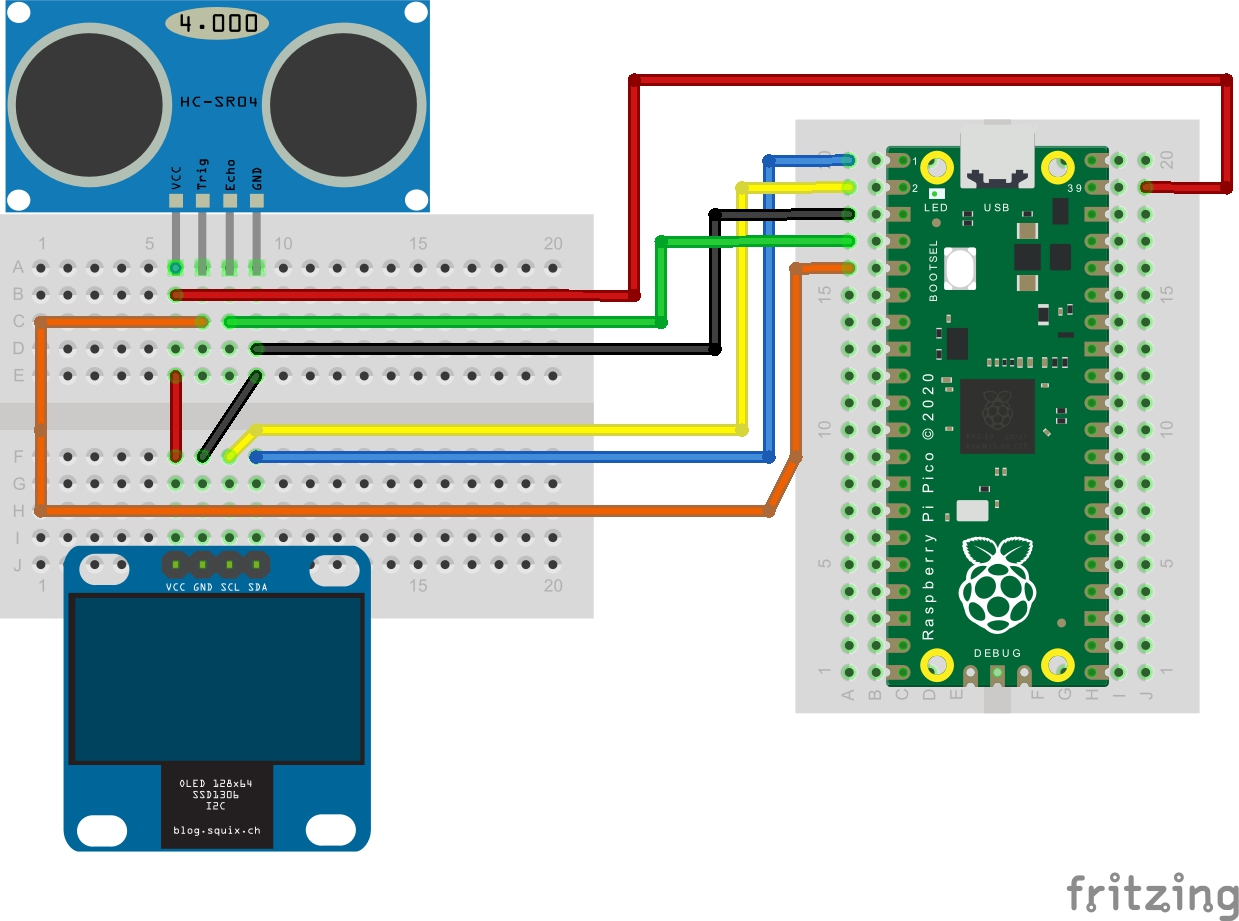 4.000
HC-SR04
VCC Trig Echo GND
1 5 10 15 20
A
B
C
D
E
F
G
H
I
J
1 15 20
VCC GND SCL SDA
OLED 128x64
SSD1306
I2C
blog.squix.ch
20
15
10
5
1
1
2
39
LED USB
BOOTSEL
Raspberry Pi Pico © 2020
DEBUG
A B C D E F G H I J
20
15
10
5
1
fritzing